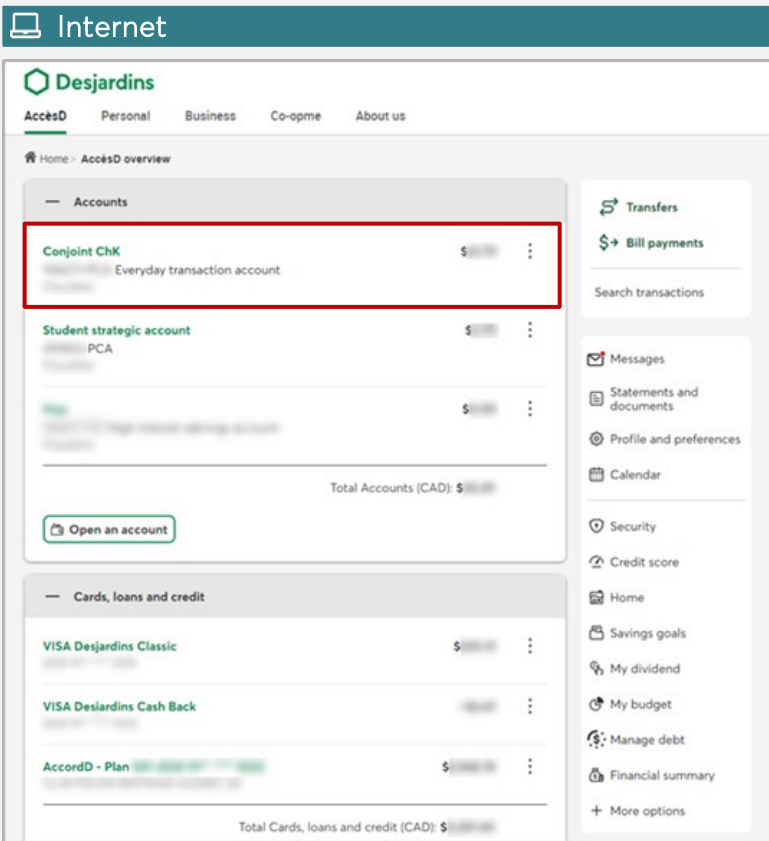 Internet
Desjardins
AccèsD Personal Business Co-opme About us
Home > AccèsD overview
— Accounts
Conjoint ChK $
Everyday transaction account
Student strategic account $
PCA
$
Total Accounts (CAD): $
Open an account
— Cards, loans and credit
VISA Desjardins Classic $
VISA Desjardins Cash Back
AccordD - Plan $
Total Cards, loans and credit (CAD): $
Transfers
Bill payments
Search transactions
Messages
Statements and
documents
Profile and preferences
Calendar
Security
Credit score
Home
Savings goals
My dividend
My budget
Manage debt
Financial summary
+ More options